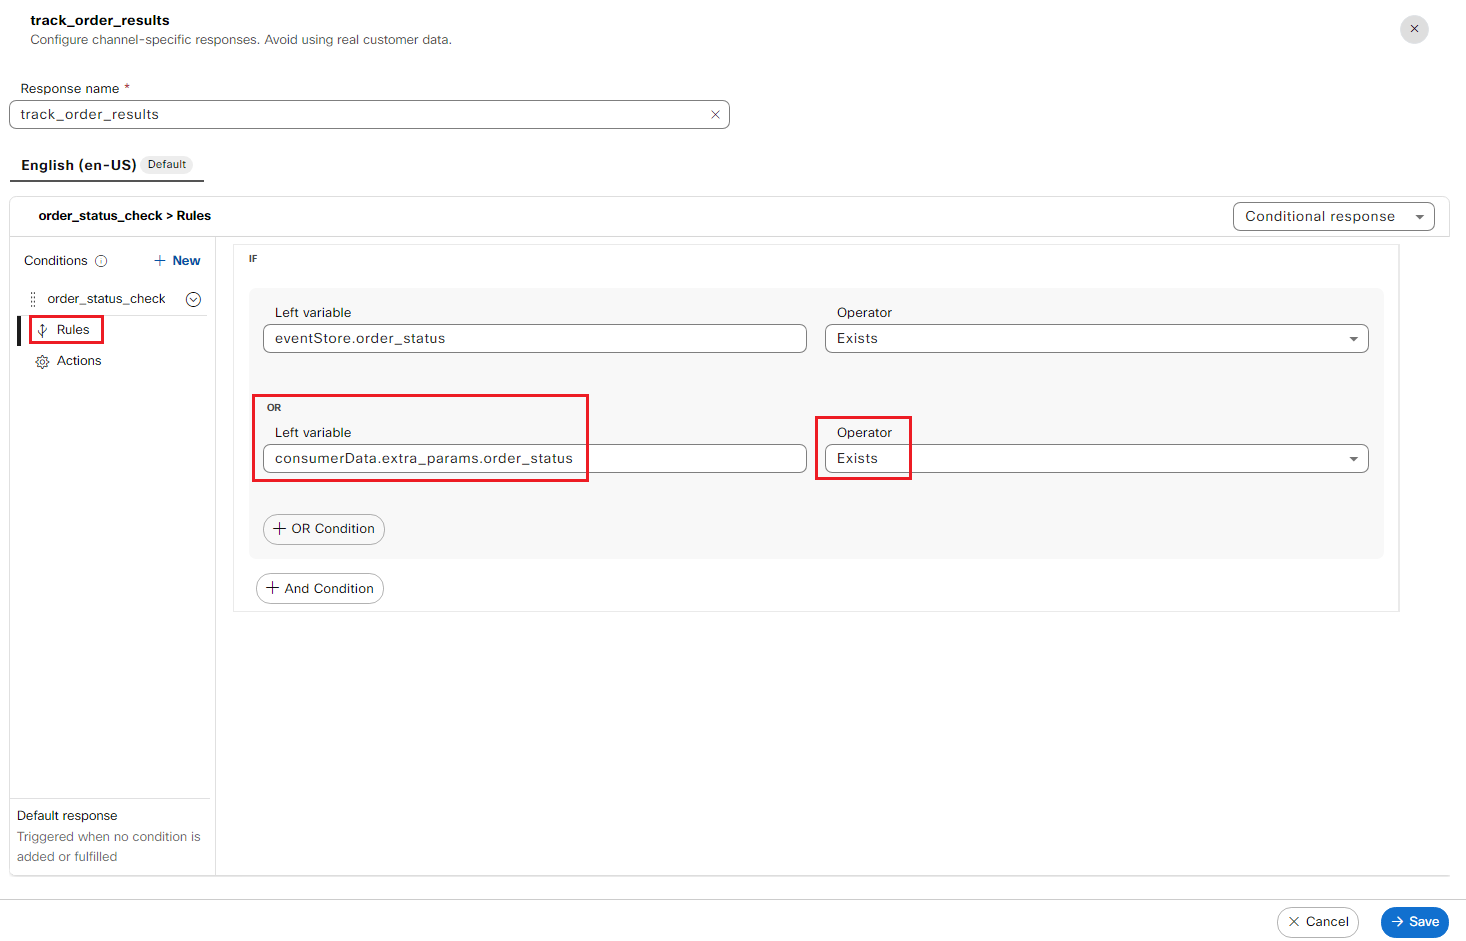 track_order_results
Configure channel-specific responses. Avoid using real customer data.
Response name *
track_order_results
English (en-US) Default
order_status_check > Rules
Conditional response
Conditions
New
order_status_check
Rules
Actions
IF
Left variable
Operator
eventStore.order_status
Exists
OR
Left variable
Operator
consumerData.extra_params.order_status
Exists
+ OR Condition
+ And Condition
Default response
Triggered when no condition is
added or fulfilled
Cancel
Save